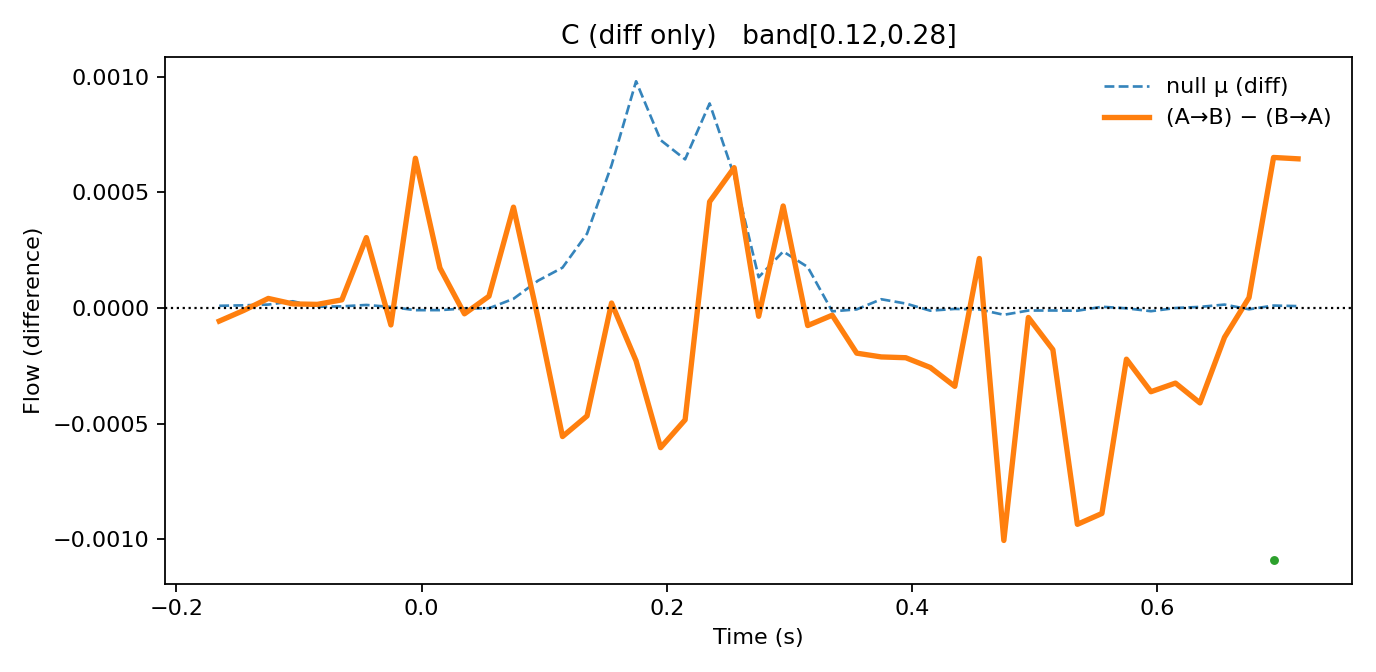 C (diff only)   band[0.12,0.28]
0.0010
0.0005
0.0000
−0.0005
−0.0010
Flow (difference)
null μ (diff)
(A→B) − (B→A)
−0.2
0.0
0.2
0.4
0.6
Time (s)